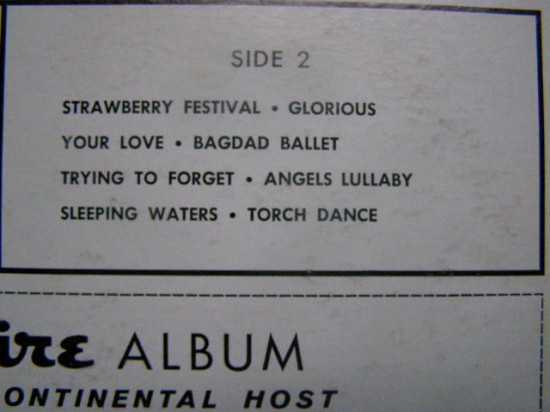 SIDE 2
STRAWBERRY FESTIVAL • GLORIOUS
YOUR LOVE • BAGDAD BALLET
TRYING TO FORGET • ANGELS LULLABY
SLEEPING WATERS • TORCH DANCE
ire ALBUM
ONTINENTAL HOST